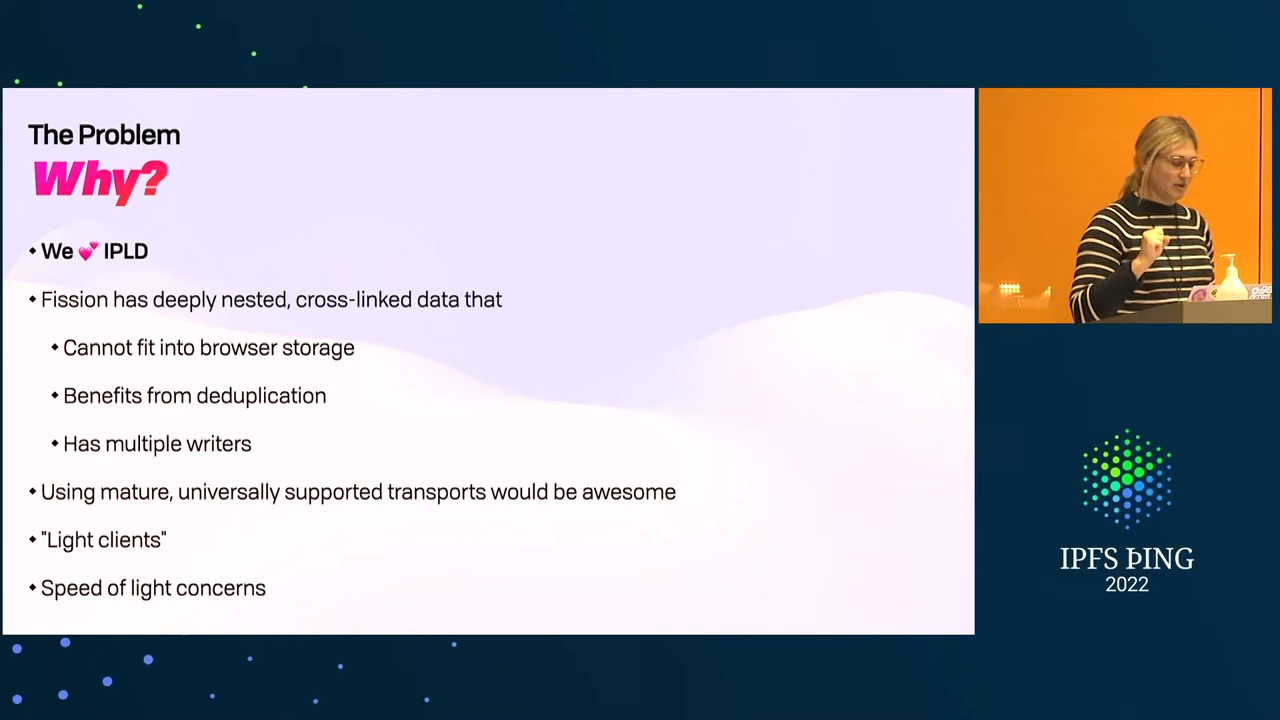 The Problem
Why?
We 💕 IPLD
Fission has deeply nested, cross-linked data that
Cannot fit into browser storage
Benefits from deduplication
Has multiple writers
Using mature, universally supported transports would be awesome
"Light clients"
Speed of light concerns
IPFS ÞING
2022